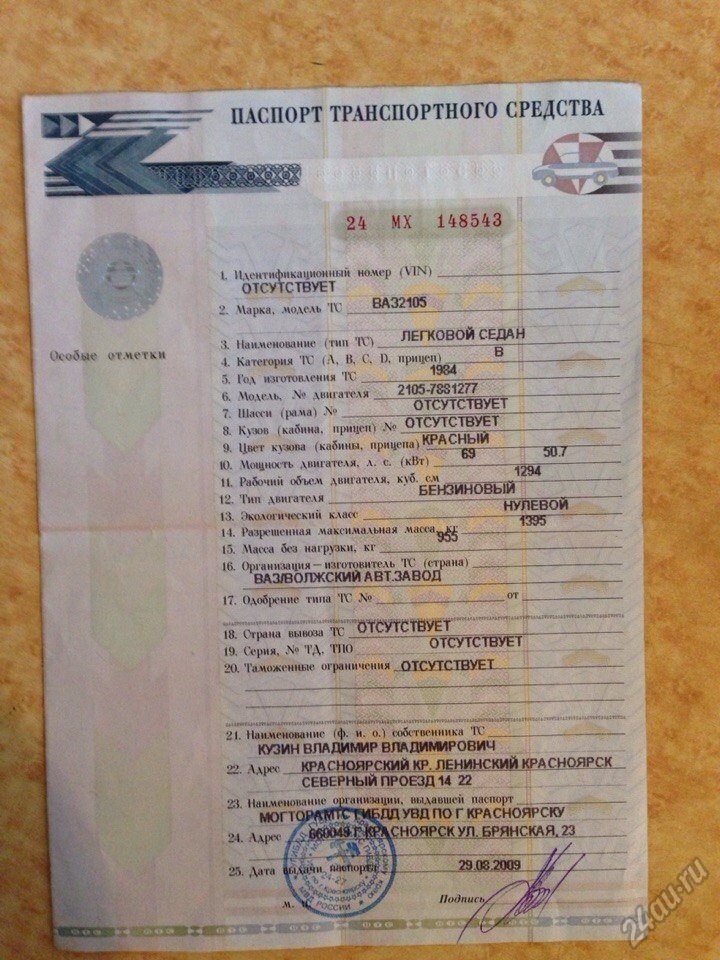 ПАСПОРТ ТРАНСПОРТНОГО СРЕДСТВА
24 МХ 148543
Особые отметки
1. Идентификационный номер (VIN)
ОТСУТСТВУЕТ
2. Марка, модель ТС ВАЗ2105
3. Наименование (тип ТС) ЛЕГКОВОЙ СЕДАН
4. Категория ТС (A, B, C, D, прицеп) B
5. Год изготовления ТС 1984
6. Модель, № двигателя 2105-7881277
7. Шасси (рама) № ОТСУТСТВУЕТ
8. Кузов (кабина, прицеп) № ОТСУТСТВУЕТ
9. Цвет кузова (кабины, прицепа) КРАСНЫЙ
10. Мощность двигателя, л. с. (кВт) 69 50.7
11. Рабочий объем двигателя, куб. см 1294
12. Тип двигателя БЕНЗИНОВЫЙ
13. Экологический класс НУЛЕВОЙ
14. Разрешенная максимальная масса, кг 1395
15. Масса без нагрузки, кг 955
16. Организация–изготовитель ТС (страна)
ВАЗ/ВОЛЖСКИЙ АВТ.ЗАВОД
17. Одобрение типа ТС № от
18. Страна вывоза ТС ОТСУТСТВУЕТ
19. Серия, № ТД, ТПО ОТСУТСТВУЕТ
20. Таможенные ограничения ОТСУТСТВУЕТ
21. Наименование (ф. и. о.) собственника ТС
КУЗИН ВЛАДИМИР ВЛАДИМИРОВИЧ
22. Адрес КРАСНОЯРСКИЙ КР. ЛЕНИНСКИЙ КРАСНОЯРСК
СЕВЕРНЫЙ ПРОЕЗД 14 22
23. Наименование организации, выдавшей паспорт
МОГТОРАМТС ГИБДД УВД ПО Г КРАСНОЯРСКУ
24. Адрес 660049 Г КРАСНОЯРСК УЛ. БРЯНСКАЯ, 23
25. Дата выдачи паспорта 29.08.2009
М. П. Подпись
МВД РОССИИ
24au.ru